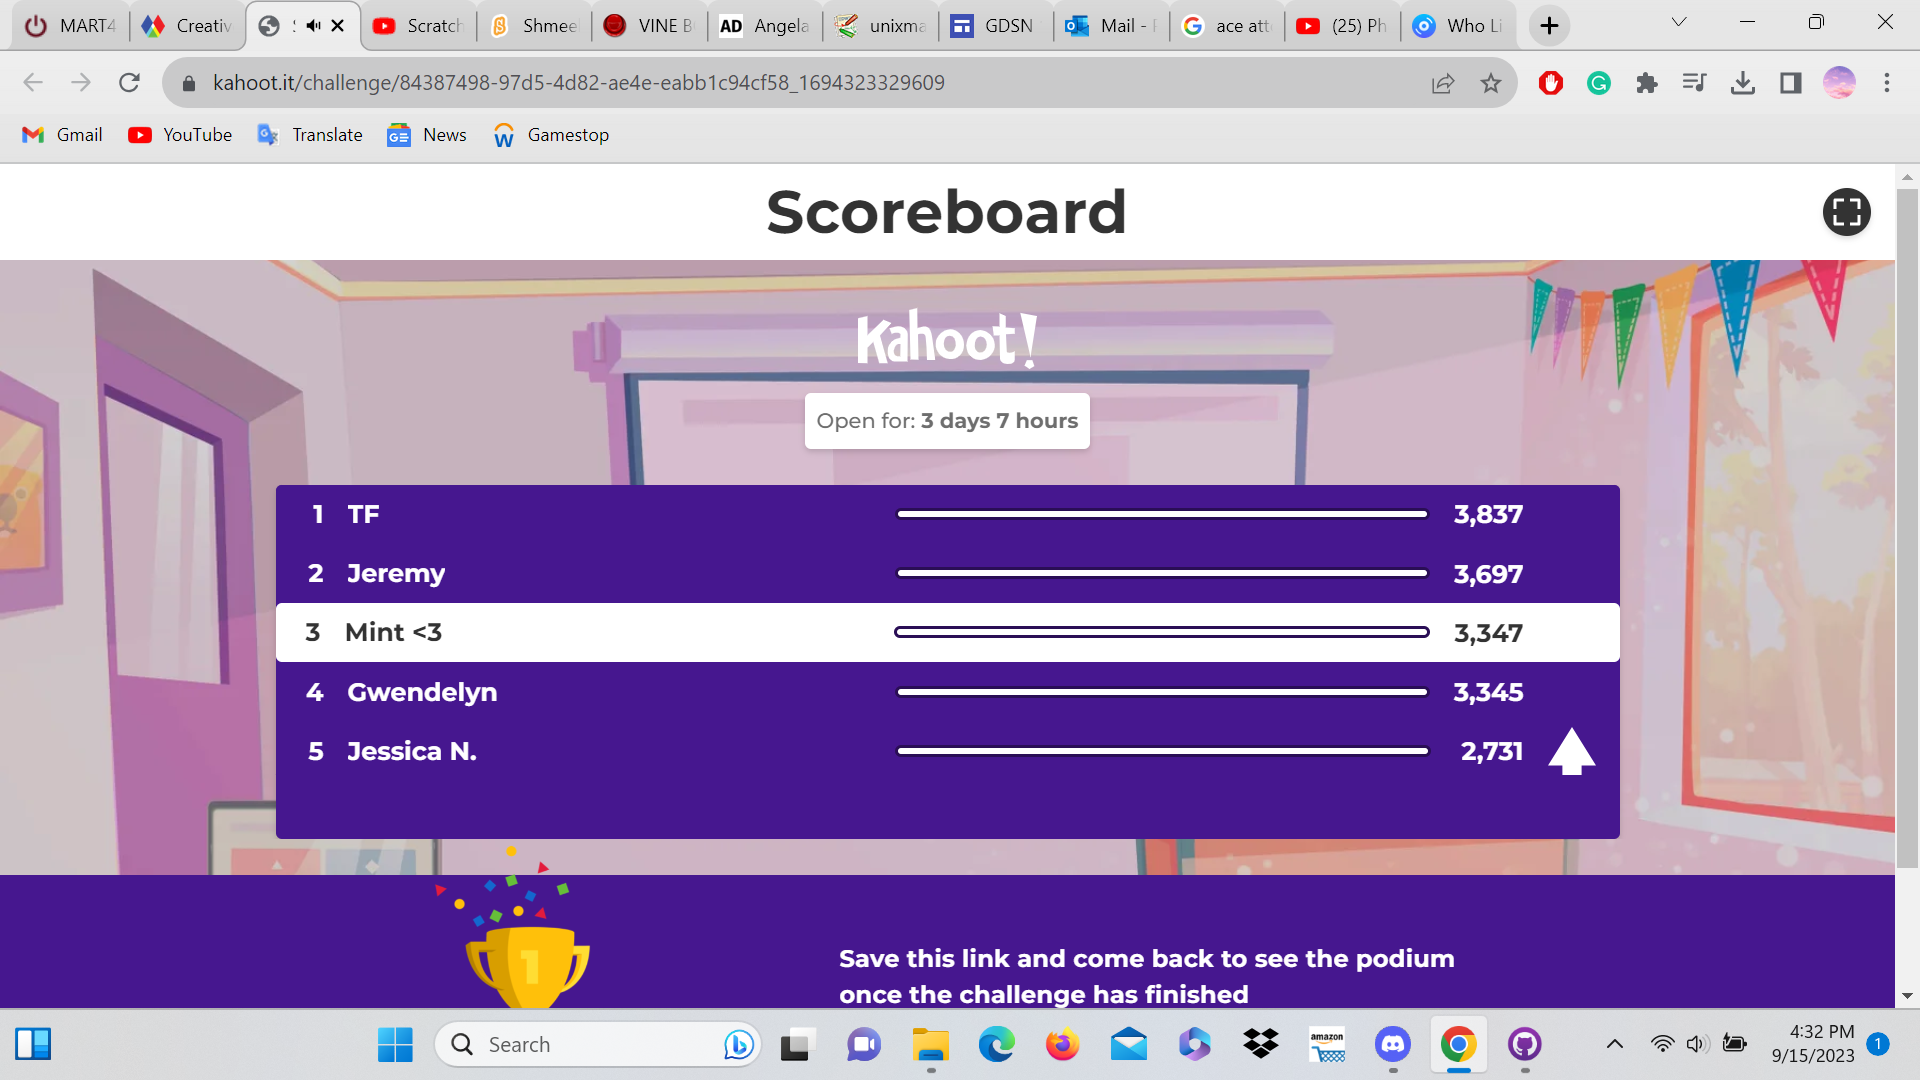 MART4
Creativ
Scratch
Shmee
VINE B
AD Angela
unixma
GDSN
Mail -
ace att
(25) Ph
Who Li
kahoot.it/challenge/84387498-97d5-4d82-ae4e-eabb1c94cf58_1694323329609
Gmail
YouTube
Translate
GE News
Gamestop
Scoreboard
Kahoot!
Open for: 3 days 7 hours
1 TF 3,837
2 Jeremy 3,697
3 Mint <3 3,347
4 Gwendelyn 3,345
5 Jessica N. 2,731
1
Save this link and come back to see the podium
once the challenge has finished
Search
amazon
4:32 PM
9/15/2023
1